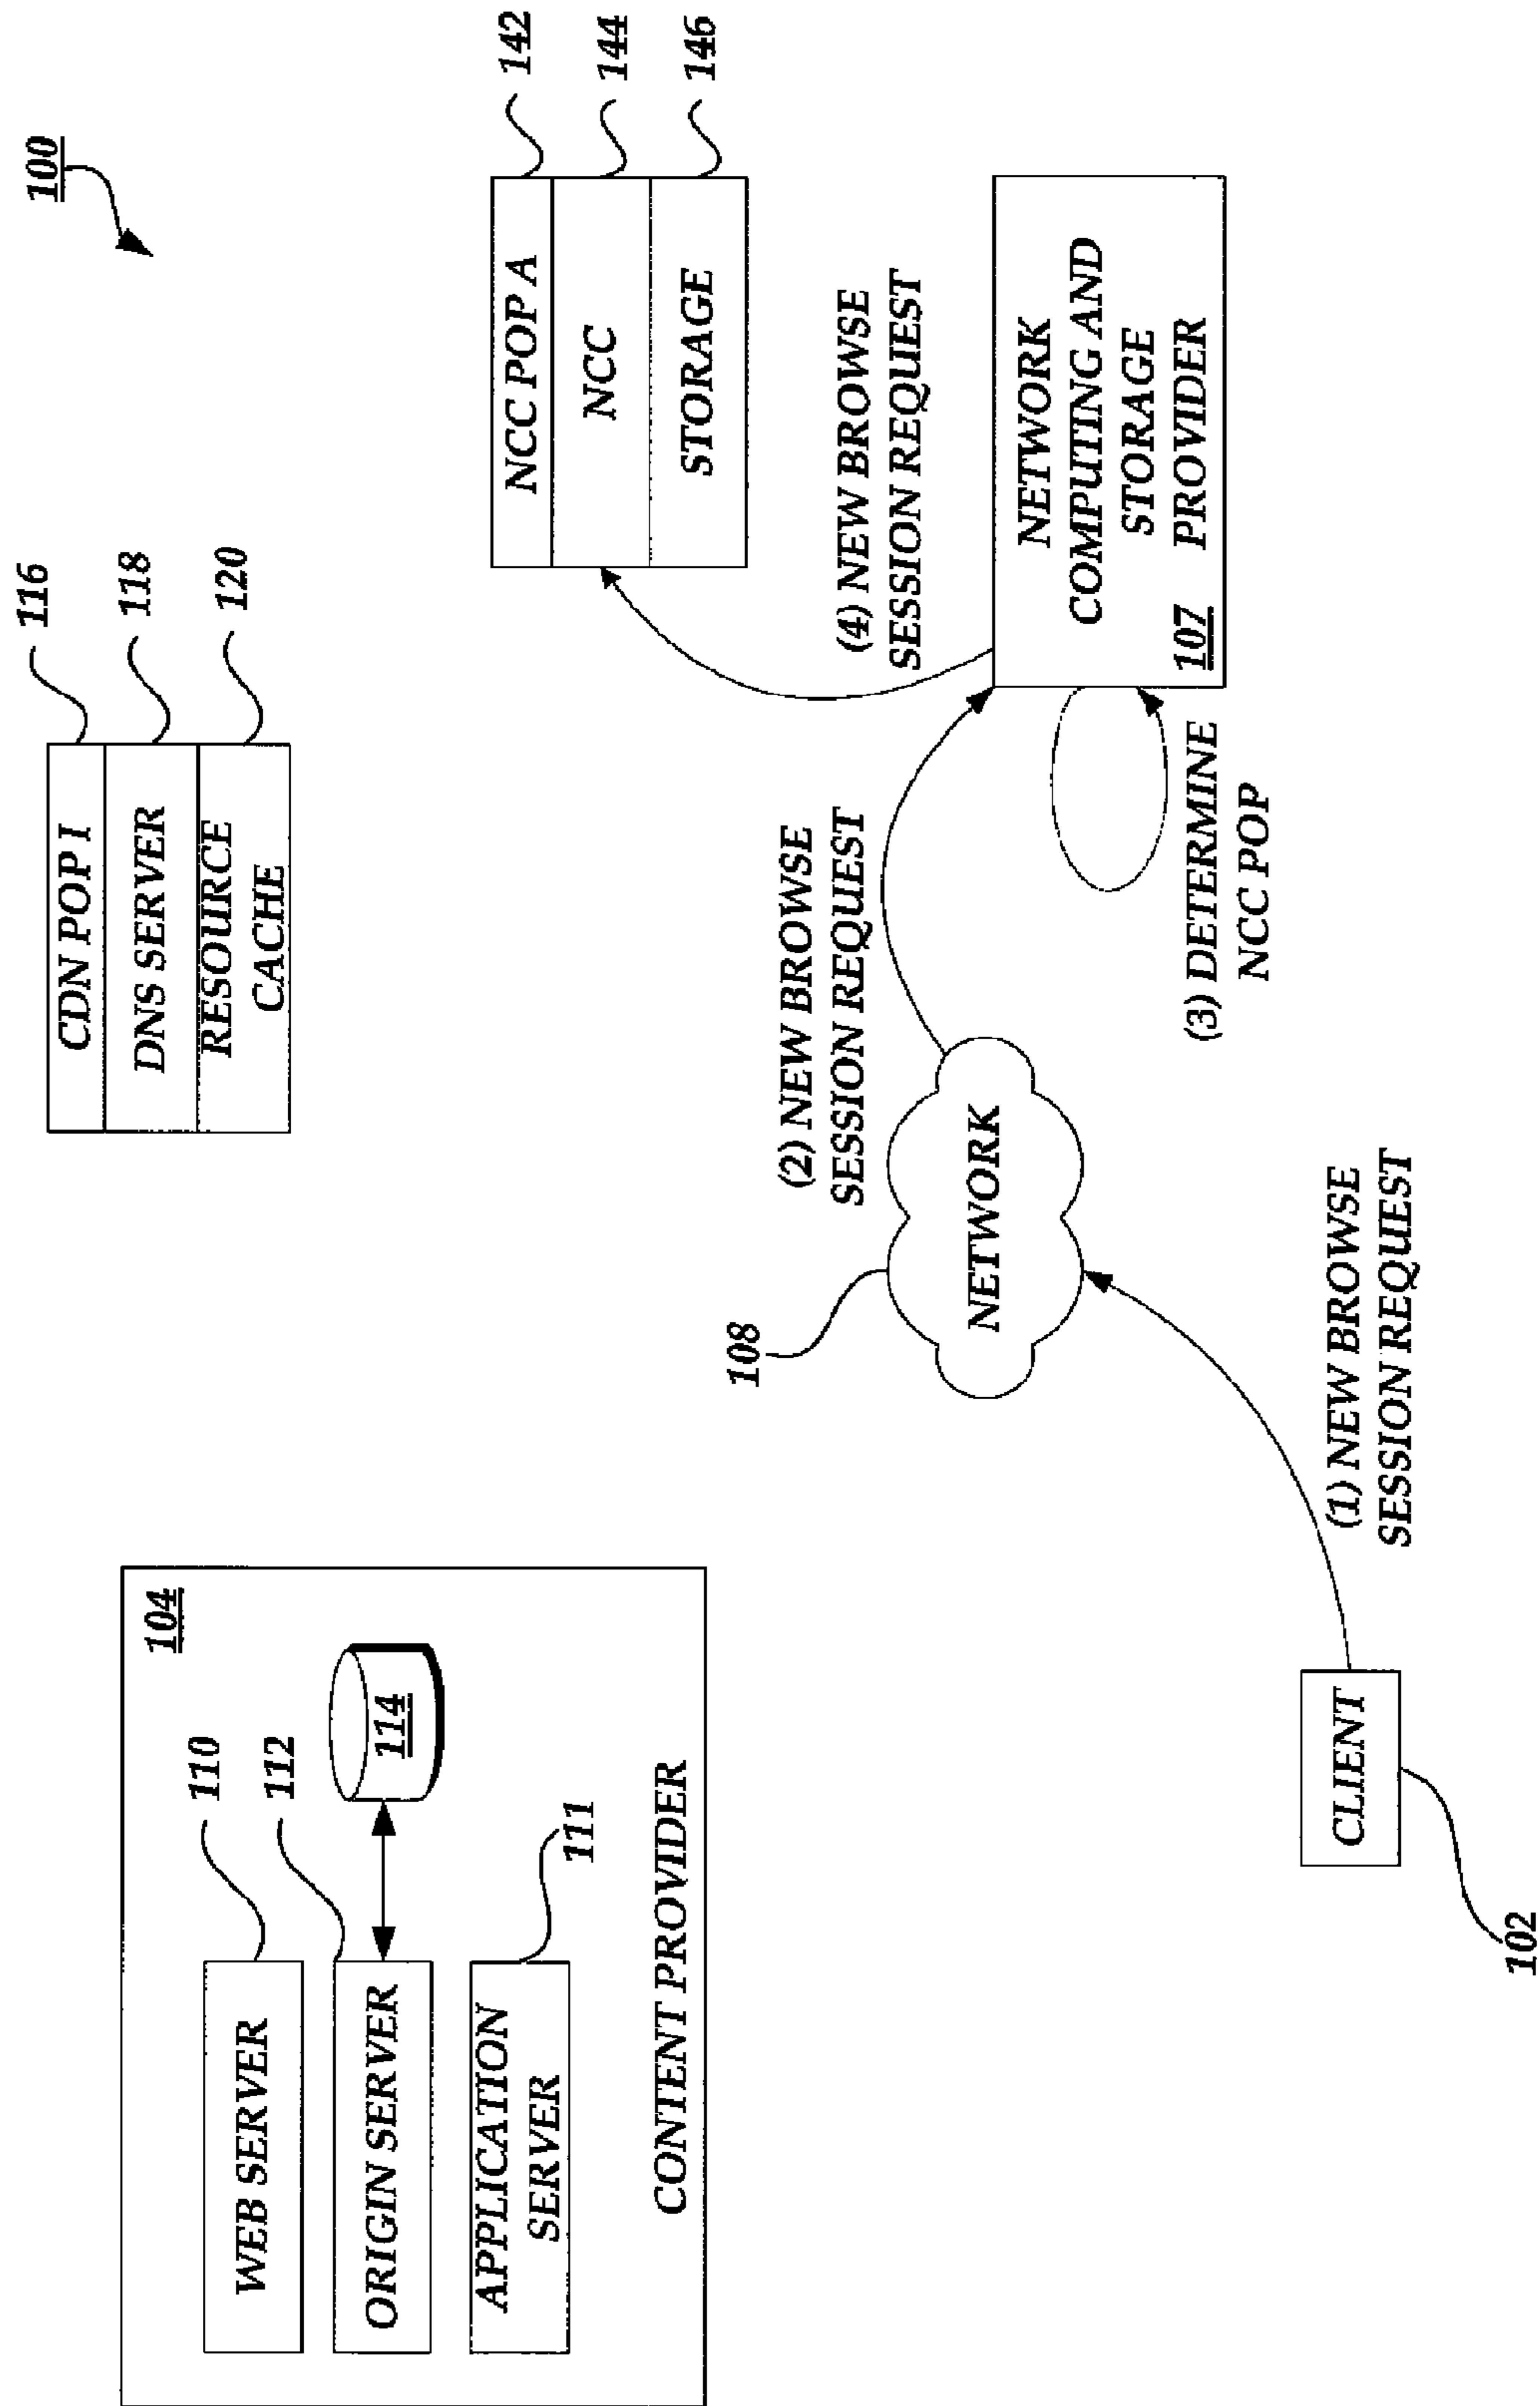 100
104
WEB SERVER
110
ORIGIN SERVER
112
114
APPLICATION
SERVER
111
CONTENT PROVIDER
CDN POP I
116
DNS SERVER
118
RESOURCE
CACHE
120
NCC POP A
142
NCC
144
STORAGE
146
108
NETWORK
(2) NEW BROWSE
SESSION REQUEST
(4) NEW BROWSE
SESSION REQUEST
NETWORK
COMPUTING AND
STORAGE
107 PROVIDER
(3) DETERMINE
NCC POP
(1) NEW BROWSE
SESSION REQUEST
CLIENT
102